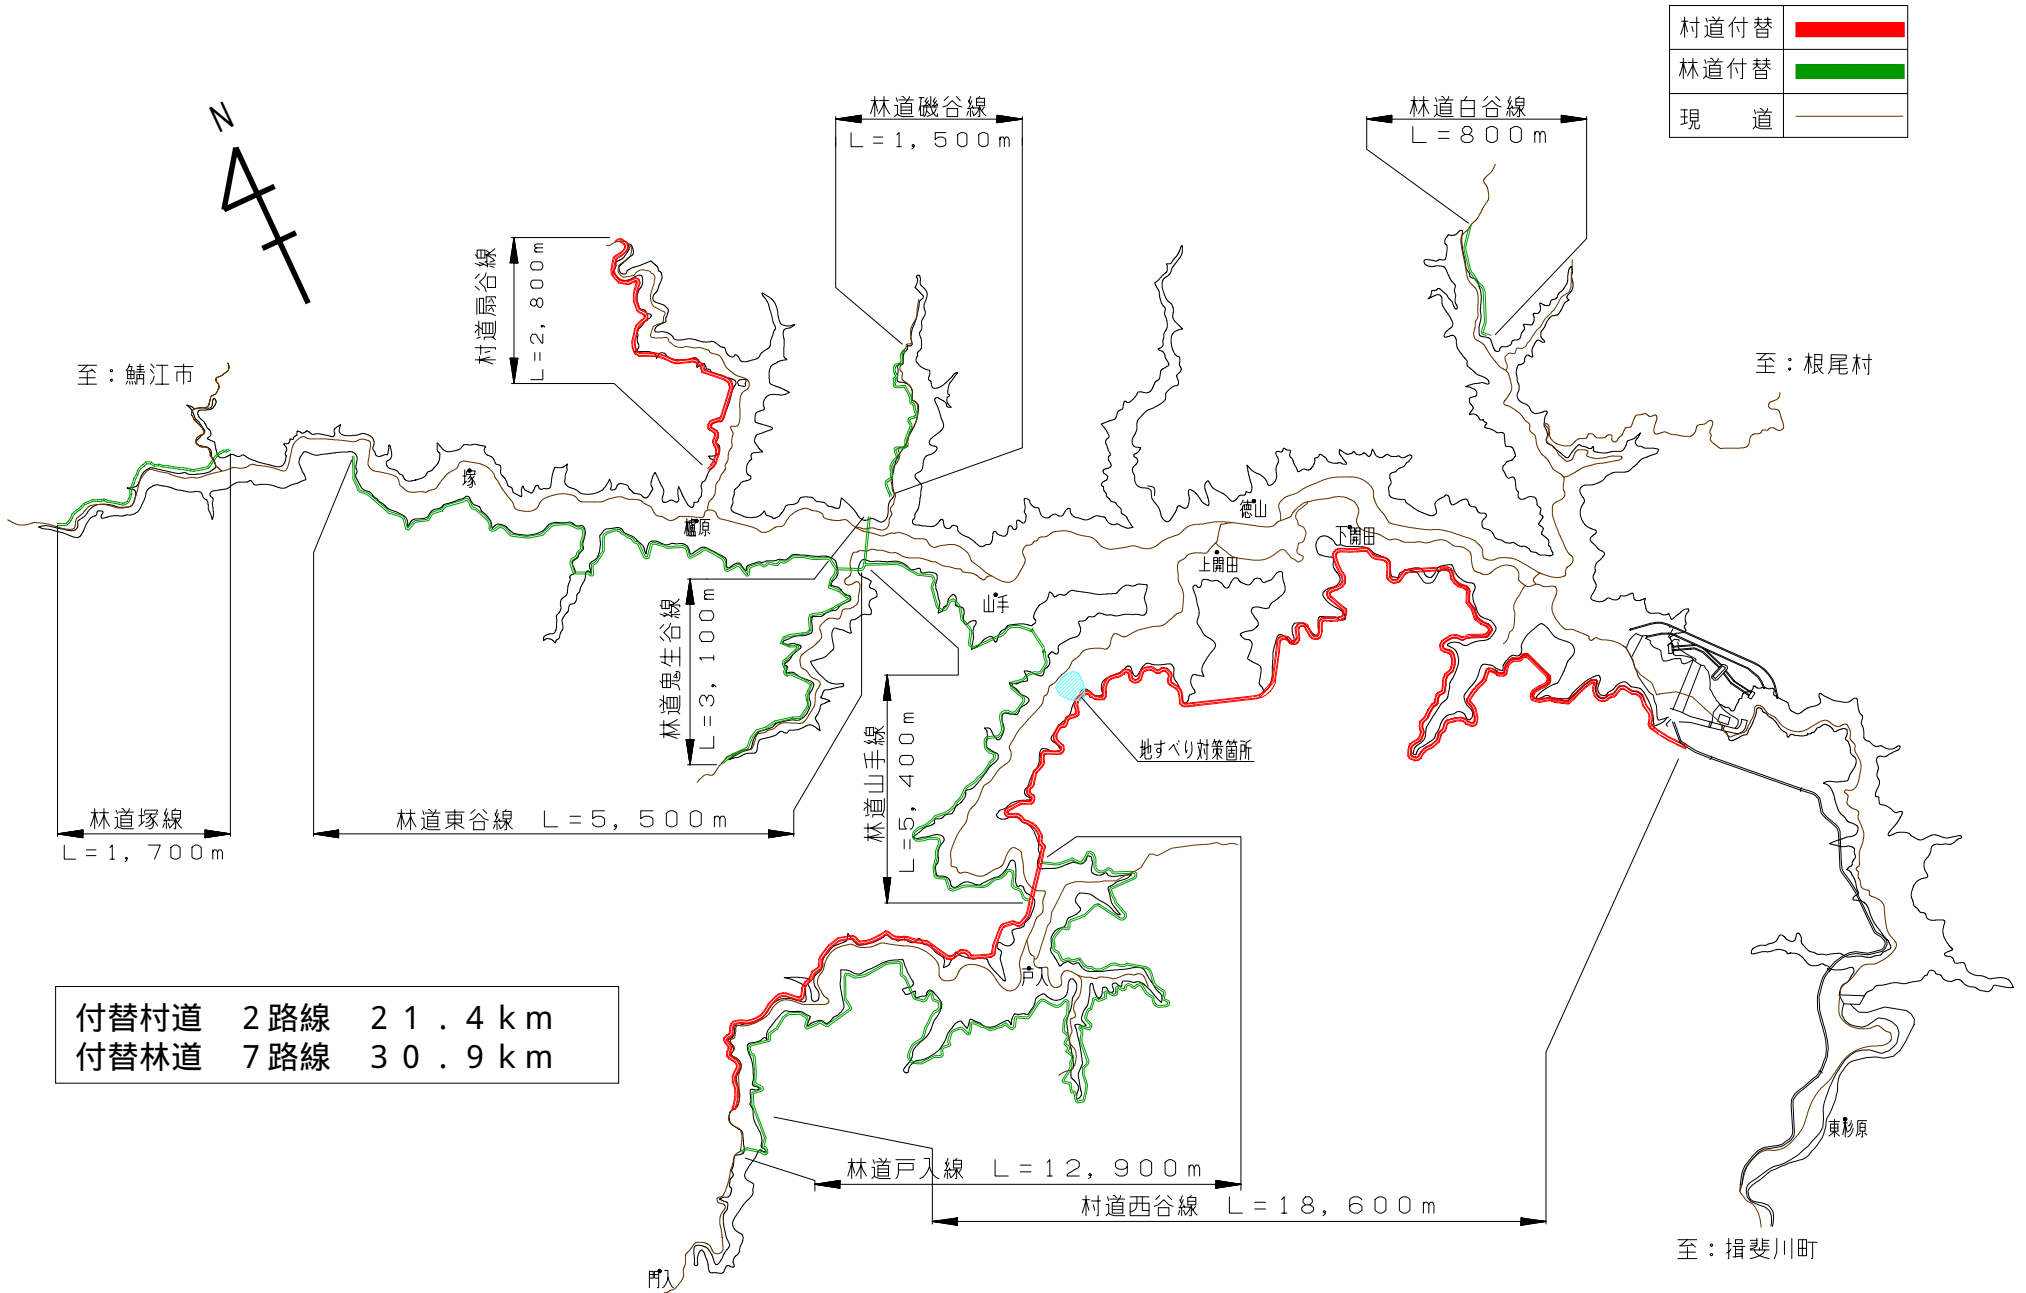 村道付替
林道付替
現　道
N
林道磯谷線
L=1,500m
林道白谷線
L=800m
村道扇谷線
L=2,800m
至：鯖江市
至：根尾村
塚
櫨原
徳山
下開田
上開田
山手
林道鬼生谷線
L=3,100m
地すべり対策箇所
林道山手線
L=5,400m
林道塚線
L=1,700m
林道東谷線　L=5,500m
戸入
付替村道　2路線　21.4km
付替林道　7路線　30.9km
東杉原
林道戸入線　L=12,900m
村道西谷線　L=18,600m
至：揖斐川町
門入